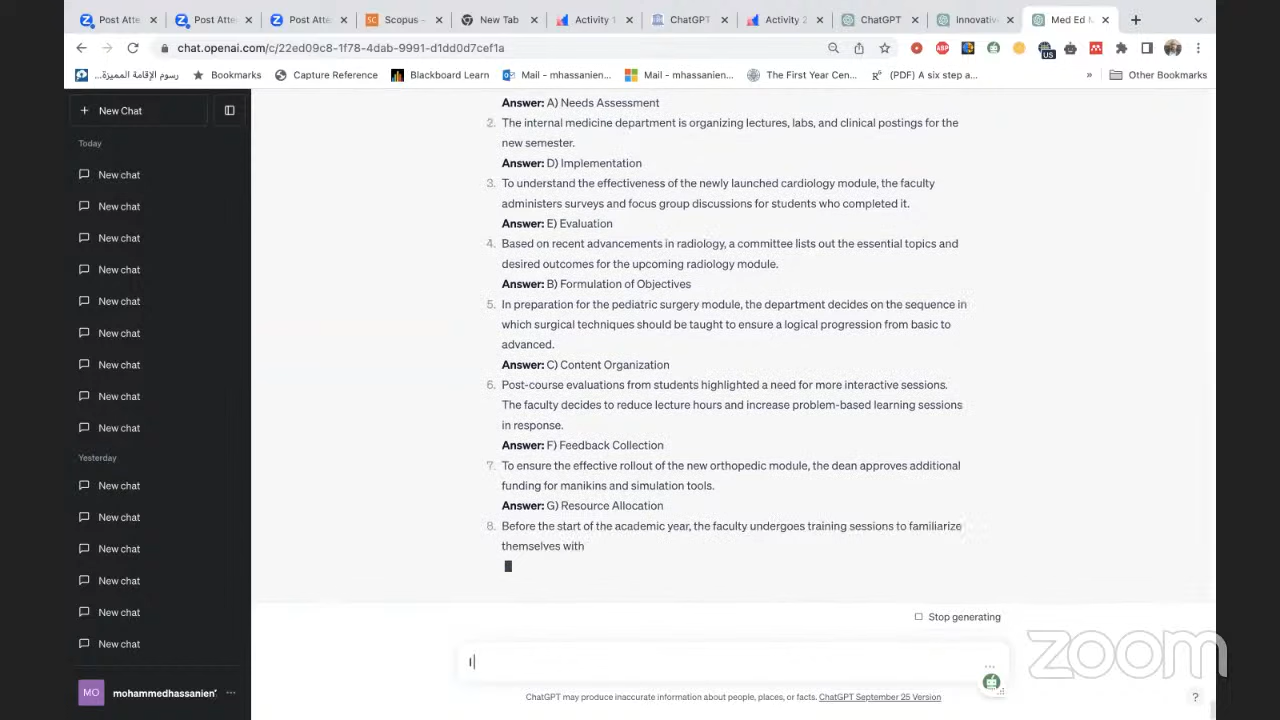 Post Atte
Post Atte
Post Atte
Scopus -
New Tab
Activity 1
ChatGPT
Activity 2
ChatGPT
Innovativ
Med Ed M
chat.openai.com/c/22ed09c8-1f78-4dab-9991-d1dd0d7cef1a
ABP
US
رسوم الإقامة المميزة...
Bookmarks
Capture Reference
Blackboard Learn
Mail - mhassanien...
Mail - mhassanien...
The First Year Cen...
(PDF) A six step a...
»
Other Bookmarks
+ New Chat
Today
New chat
New chat
New chat
New chat
New chat
New chat
New chat
New chat
New chat
Yesterday
New chat
New chat
New chat
New chat
New chat
New chat
MO mohammedhassanien'
Answer: A) Needs Assessment
2. The internal medicine department is organizing lectures, labs, and clinical postings for the
new semester.
Answer: D) Implementation
3. To understand the effectiveness of the newly launched cardiology module, the faculty
administers surveys and focus group discussions for students who completed it.
Answer: E) Evaluation
4. Based on recent advancements in radiology, a committee lists out the essential topics and
desired outcomes for the upcoming radiology module.
Answer: B) Formulation of Objectives
5. In preparation for the pediatric surgery module, the department decides on the sequence in
which surgical techniques should be taught to ensure a logical progression from basic to
advanced.
Answer: C) Content Organization
6. Post-course evaluations from students highlighted a need for more interactive sessions.
The faculty decides to reduce lecture hours and increase problem-based learning sessions
in response.
Answer: F) Feedback Collection
7. To ensure the effective rollout of the new orthopedic module, the dean approves additional
funding for manikins and simulation tools.
Answer: G) Resource Allocation
8. Before the start of the academic year, the faculty undergoes training sessions to familiarize
themselves with
Stop generating
ChatGPT may produce inaccurate information about people, places, or facts. ChatGPT September 25 Version
?
zoom